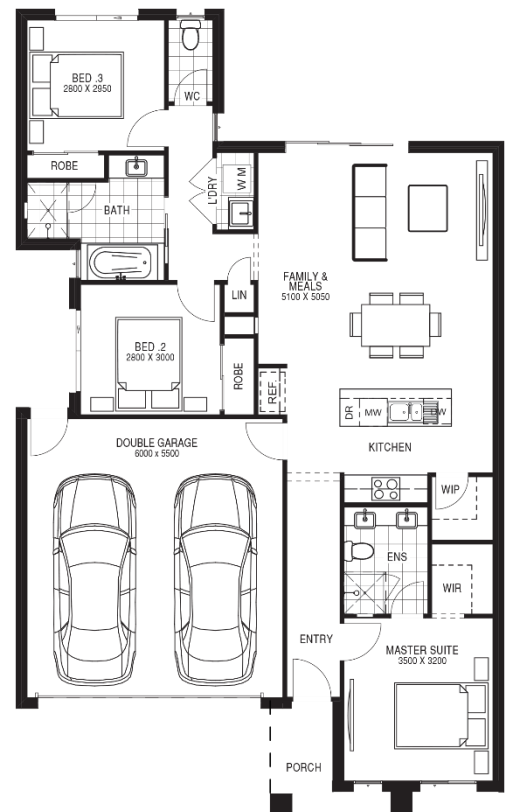 BED .3
2800 X 2950
WC
ROBE
BATH
L'DRY
WM
LIN
FAMILY &
MEALS
5100 X 5050
BED .2
2800 X 3000
ROBE
REF.
DR
MW
DW
KITCHEN
DOUBLE GARAGE
6000 x 5500
WIP
ENS
WIR
ENTRY
MASTER SUITE
3500 X 3200
PORCH